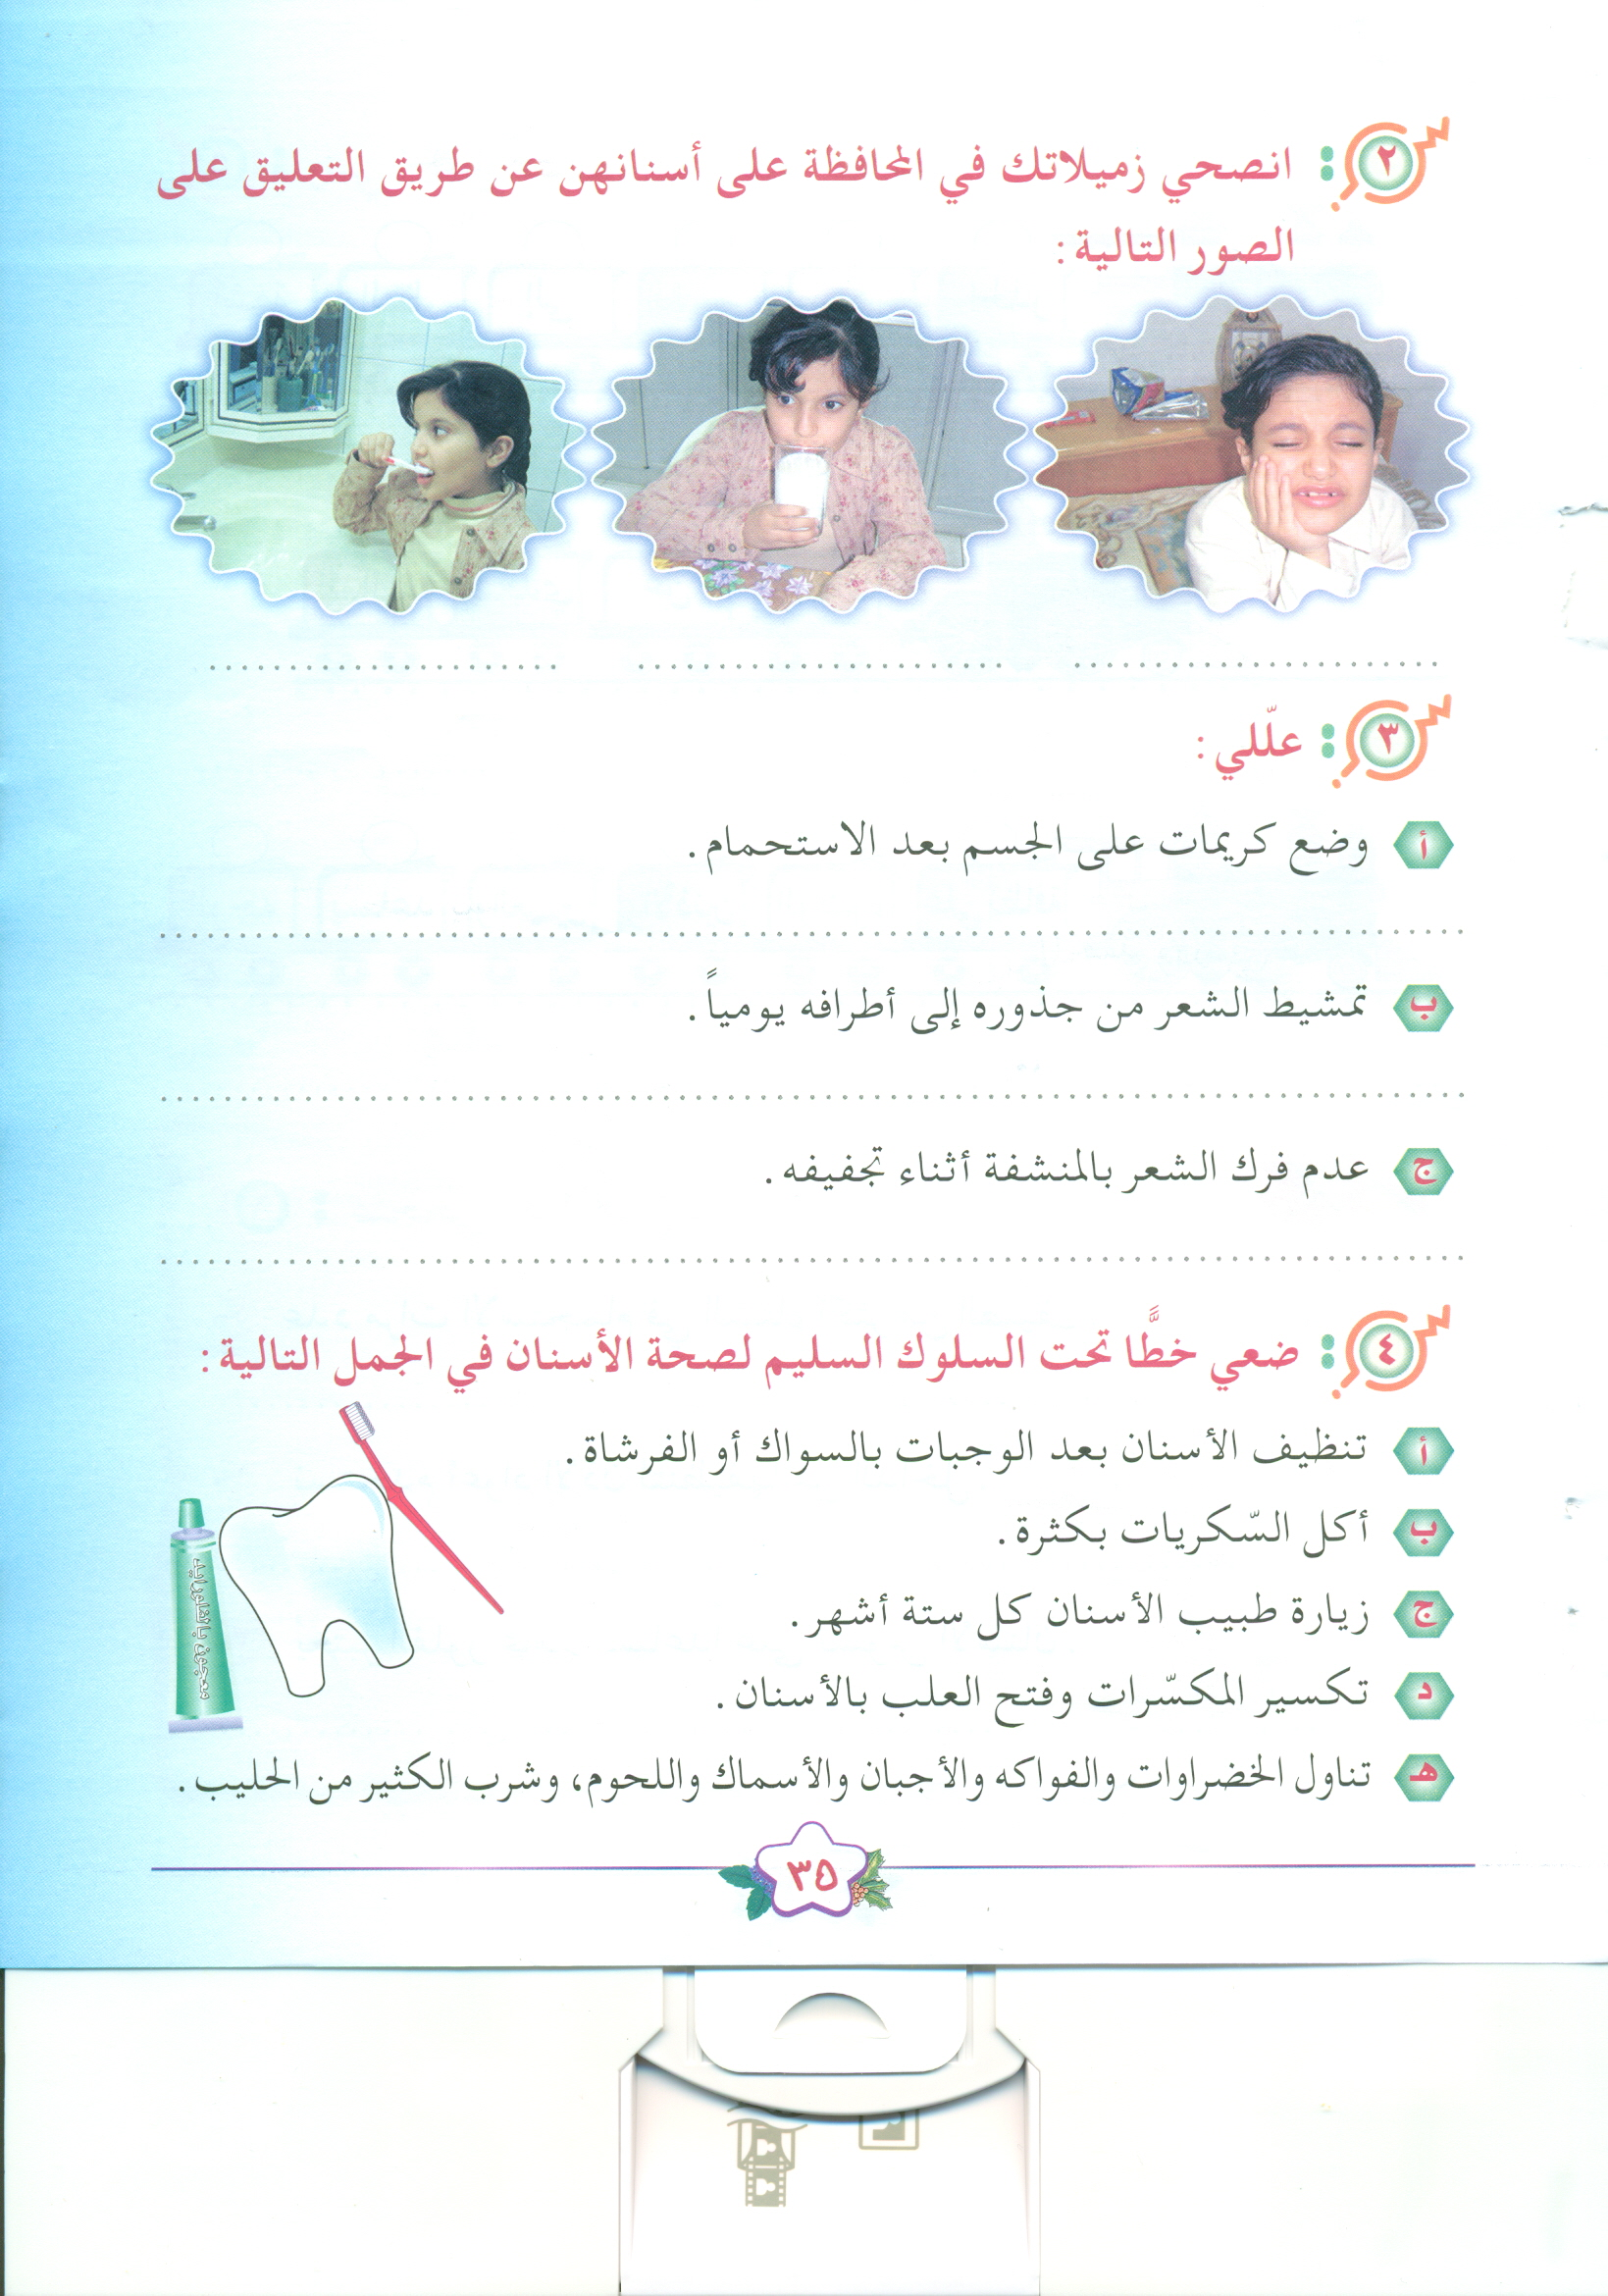 ٢ : انصحي زميلاتك في المحافظة على أسنانهن عن طريق التعليق على
الصور التالية :
٣ : علّلي :
أ وضع كريمات على الجسم بعد الاستحمام .
ب تمشيط الشعر من جذوره إلى أطرافه يومياً .
ج عدم فرك الشعر بالمنشفة أثناء تجفيفه .
٤ : ضعي خطًّا تحت السلوك السليم لصحة الأسنان في الجمل التالية :
أ تنظيف الأسنان بعد الوجبات بالسواك أو الفرشاة .
ب أكل السّكريات بكثرة .
ج زيارة طبيب الأسنان كل ستة أشهر .
د تكسير المكسّرات وفتح العلب بالأسنان .
هـ تناول الخضراوات والفواكه والأجبان والأسماك واللحوم، وشرب الكثير من الحليب .
معجون بالفلورايد
٣٥